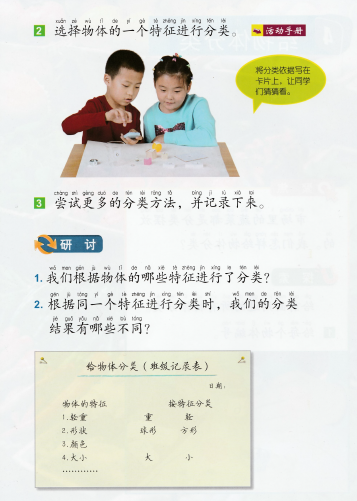 xuǎn zé wù tǐ de yí gè tè zhēng jìn xíng fēn lèi
2 选择物体的一个特征进行分类。 活动手册
将分类依据写在
卡片上,让同学
们猜猜看。
cháng shì gèng duō de fēn lèi fāng fǎ bìng jì lù xià lái
3 尝试更多的分类方法,并记录下来。
研讨
wǒ men gēn jù wù tǐ de nǎ xiē tè zhēng jìn xíng le fēn lèi
1. 我们根据物体的哪些特征进行了分类?
gēn jù tóng yí gè tè zhēng jìn xíng fēn lèi shí wǒ men de fēn lèi
2. 根据同一个特征进行分类时,我们的分类
jié guǒ yǒu nǎ xiē bù tóng
结果有哪些不同?
给物体分类(班级记录表)
日期:
物体的特征 按特征分类
1.轻重 重 轻
2.形状 球形 方形
3.颜色
4.大小 大 小
…………